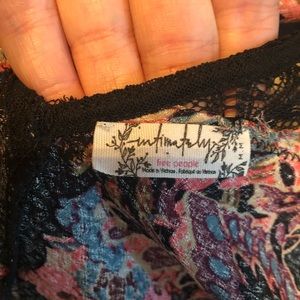 intimately
free people
Made in Vietnam . Fabriqué au Vietnam
M M M